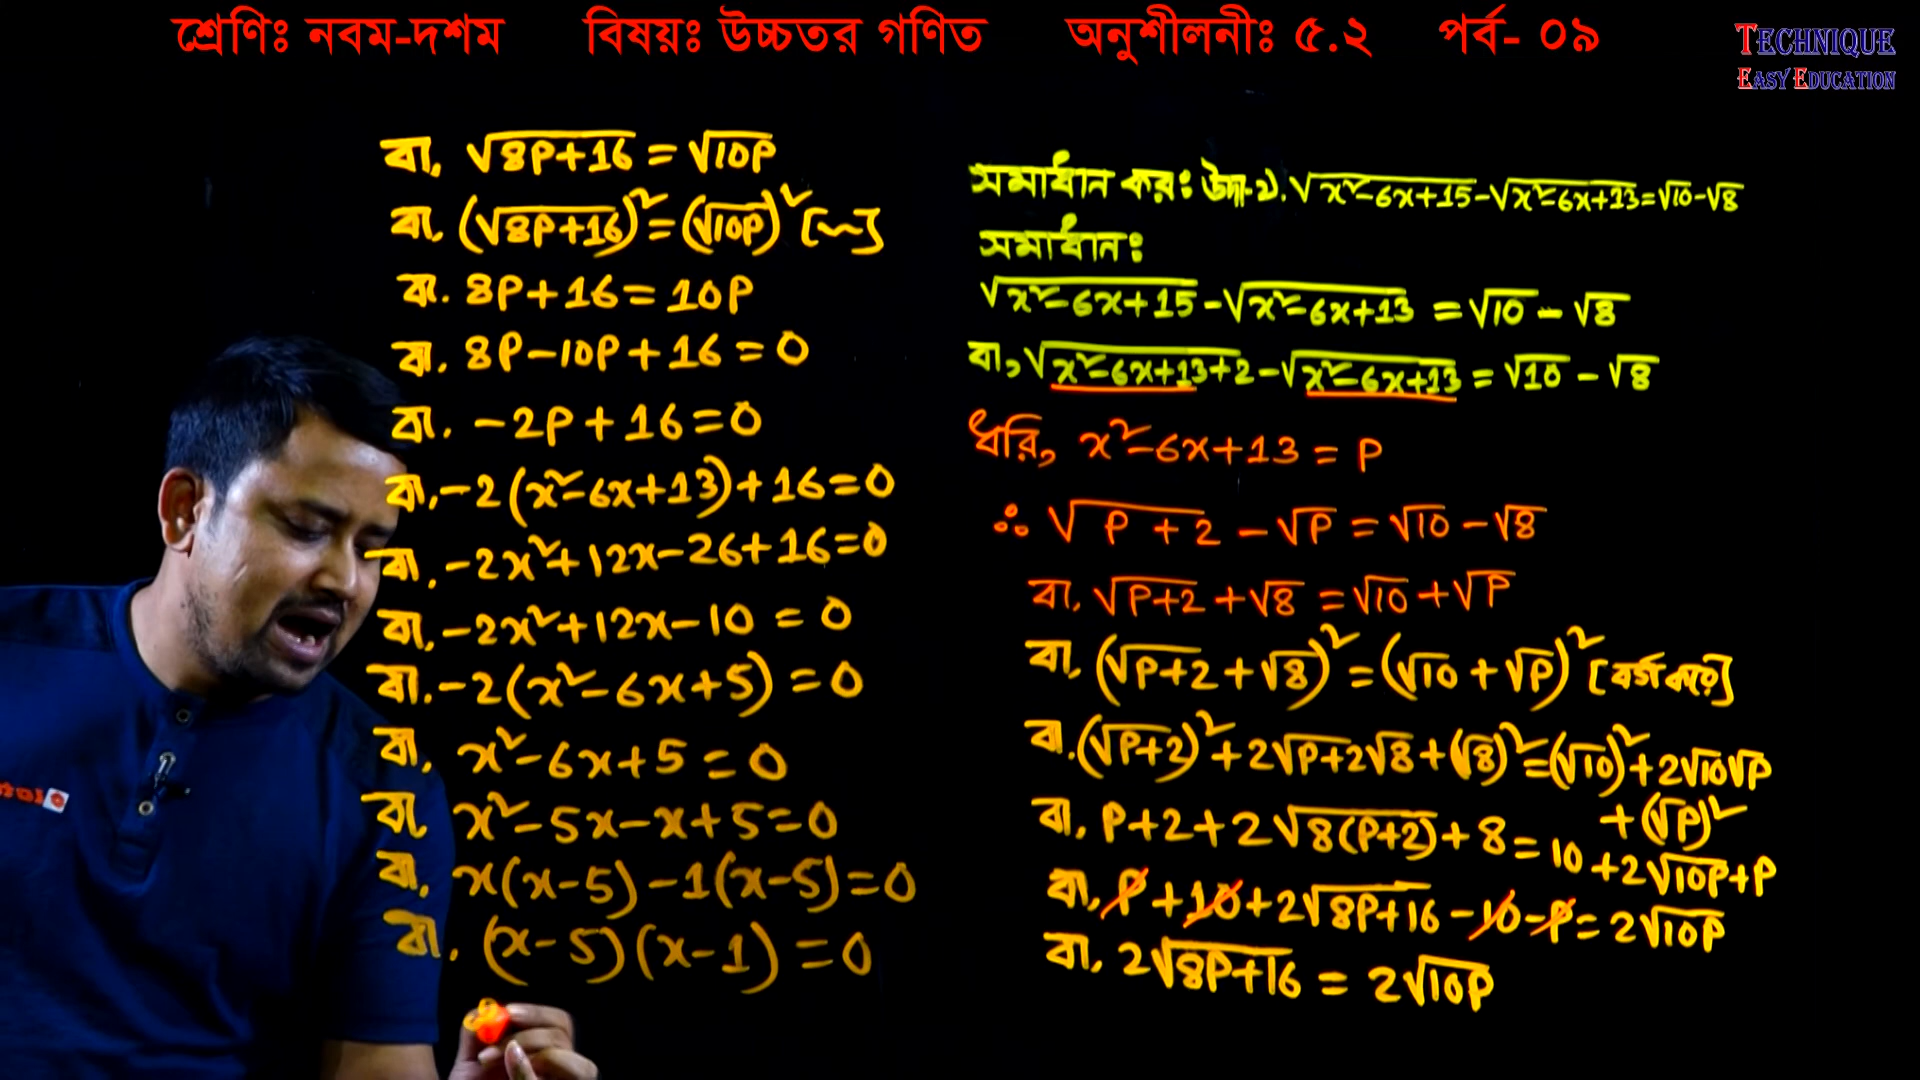 শ্রেণিঃ নবম-দশম বিষয়ঃ উচ্চতর গণিত অনুশীলনীঃ ৫.২ পর্ব- ০৯
TECHNIQUE
EASY EDUCATION
সমাধান করঃ উদা-১. √(x²-6x+15) - √(x²-6x+13) = √10 - √8
সমাধানঃ
√(x²-6x+15) - √(x²-6x+13) = √10 - √8
বা, √(x²-6x+13+2) - √(x²-6x+13) = √10 - √8
ধরি, x²-6x+13 = P
∴ √(P+2) - √P = √10 - √8
বা, √(P+2) + √8 = √10 + √P
বা, (√(P+2) + √8)² = (√10 + √P)² [বর্গ করে]
বা, (√(P+2))² + 2√(P+2)√8 + (√8)² = (√10)² + 2√10√P
+ (√P)²
বা, P+2+2√(8(P+2)) + 8 = 10 + 2√(10P) + P
বা, P+10+2√(8P+16) - 10 - P = 2√(10P)
বা, 2√(8P+16) = 2√(10P)
বা, √(8P+16) = √(10P)
বা, (√(8P+16))² = (√(10P))² [~]
বা, 8P+16 = 10P
বা, 8P-10P+16 = 0
বা, -2P+16 = 0
বা, -2(x²-6x+13)+16 = 0
বা, -2x²+12x-26+16 = 0
বা, -2x²+12x-10 = 0
বা, -2(x²-6x+5) = 0
বা, x²-6x+5 = 0
বা, x²-5x-x+5 = 0
বা, x(x-5)-1(x-5) = 0
বা, (x-5)(x-1) = 0